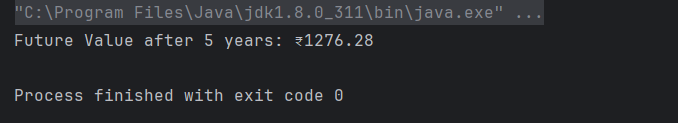 "C:\Program Files\Java\jdk1.8.0_311\bin\java.exe" ...
Future Value after 5 years: ₹1276.28
Process finished with exit code 0